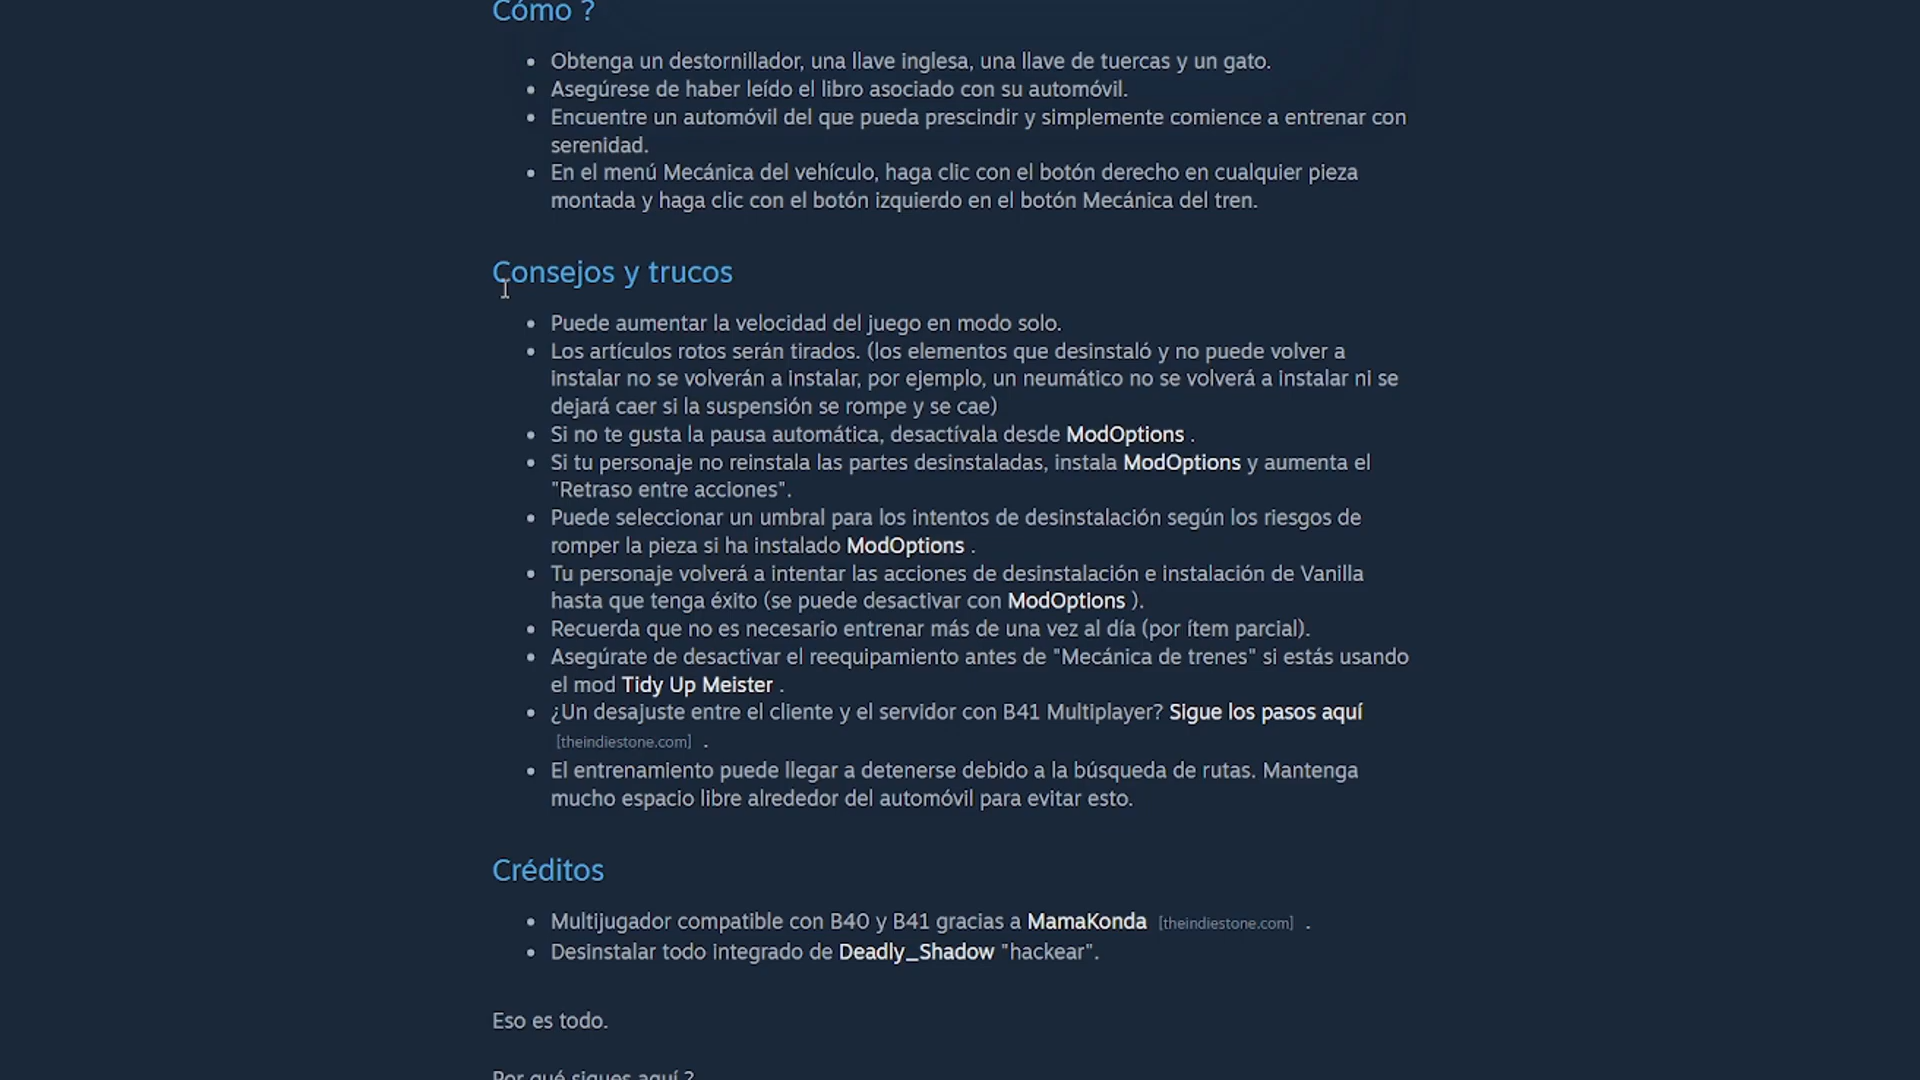 Cómo ?
Obtenga un destornillador, una llave inglesa, una llave de tuercas y un gato.
Asegúrese de haber leído el libro asociado con su automóvil.
Encuentre un automóvil del que pueda prescindir y simplemente comience a entrenar con
serenidad.
En el menú Mecánica del vehículo, haga clic con el botón derecho en cualquier pieza
montada y haga clic con el botón izquierdo en el botón Mecánica del tren.
Consejos y trucos
Puede aumentar la velocidad del juego en modo solo.
Los artículos rotos serán tirados. (los elementos que desinstaló y no puede volver a
instalar no se volverán a instalar, por ejemplo, un neumático no se volverá a instalar ni se
dejará caer si la suspensión se rompe y se cae)
Si no te gusta la pausa automática, desactívala desde ModOptions .
Si tu personaje no reinstala las partes desinstaladas, instala ModOptions y aumenta el
"Retraso entre acciones".
Puede seleccionar un umbral para los intentos de desinstalación según los riesgos de
romper la pieza si ha instalado ModOptions .
Tu personaje volverá a intentar las acciones de desinstalación e instalación de Vanilla
hasta que tenga éxito (se puede desactivar con ModOptions ).
Recuerda que no es necesario entrenar más de una vez al día (por ítem parcial).
Asegúrate de desactivar el reequipamiento antes de "Mecánica de trenes" si estás usando
el mod Tidy Up Meister .
¿Un desajuste entre el cliente y el servidor con B41 Multiplayer? Sigue los pasos aquí
[theindiestone.com] .
El entrenamiento puede llegar a detenerse debido a la búsqueda de rutas. Mantenga
mucho espacio libre alrededor del automóvil para evitar esto.
Créditos
Multijugador compatible con B40 y B41 gracias a MamaKonda [theindiestone.com] .
Desinstalar todo integrado de Deadly_Shadow "hackear".
Eso es todo.
Por qué sigues aquí ?